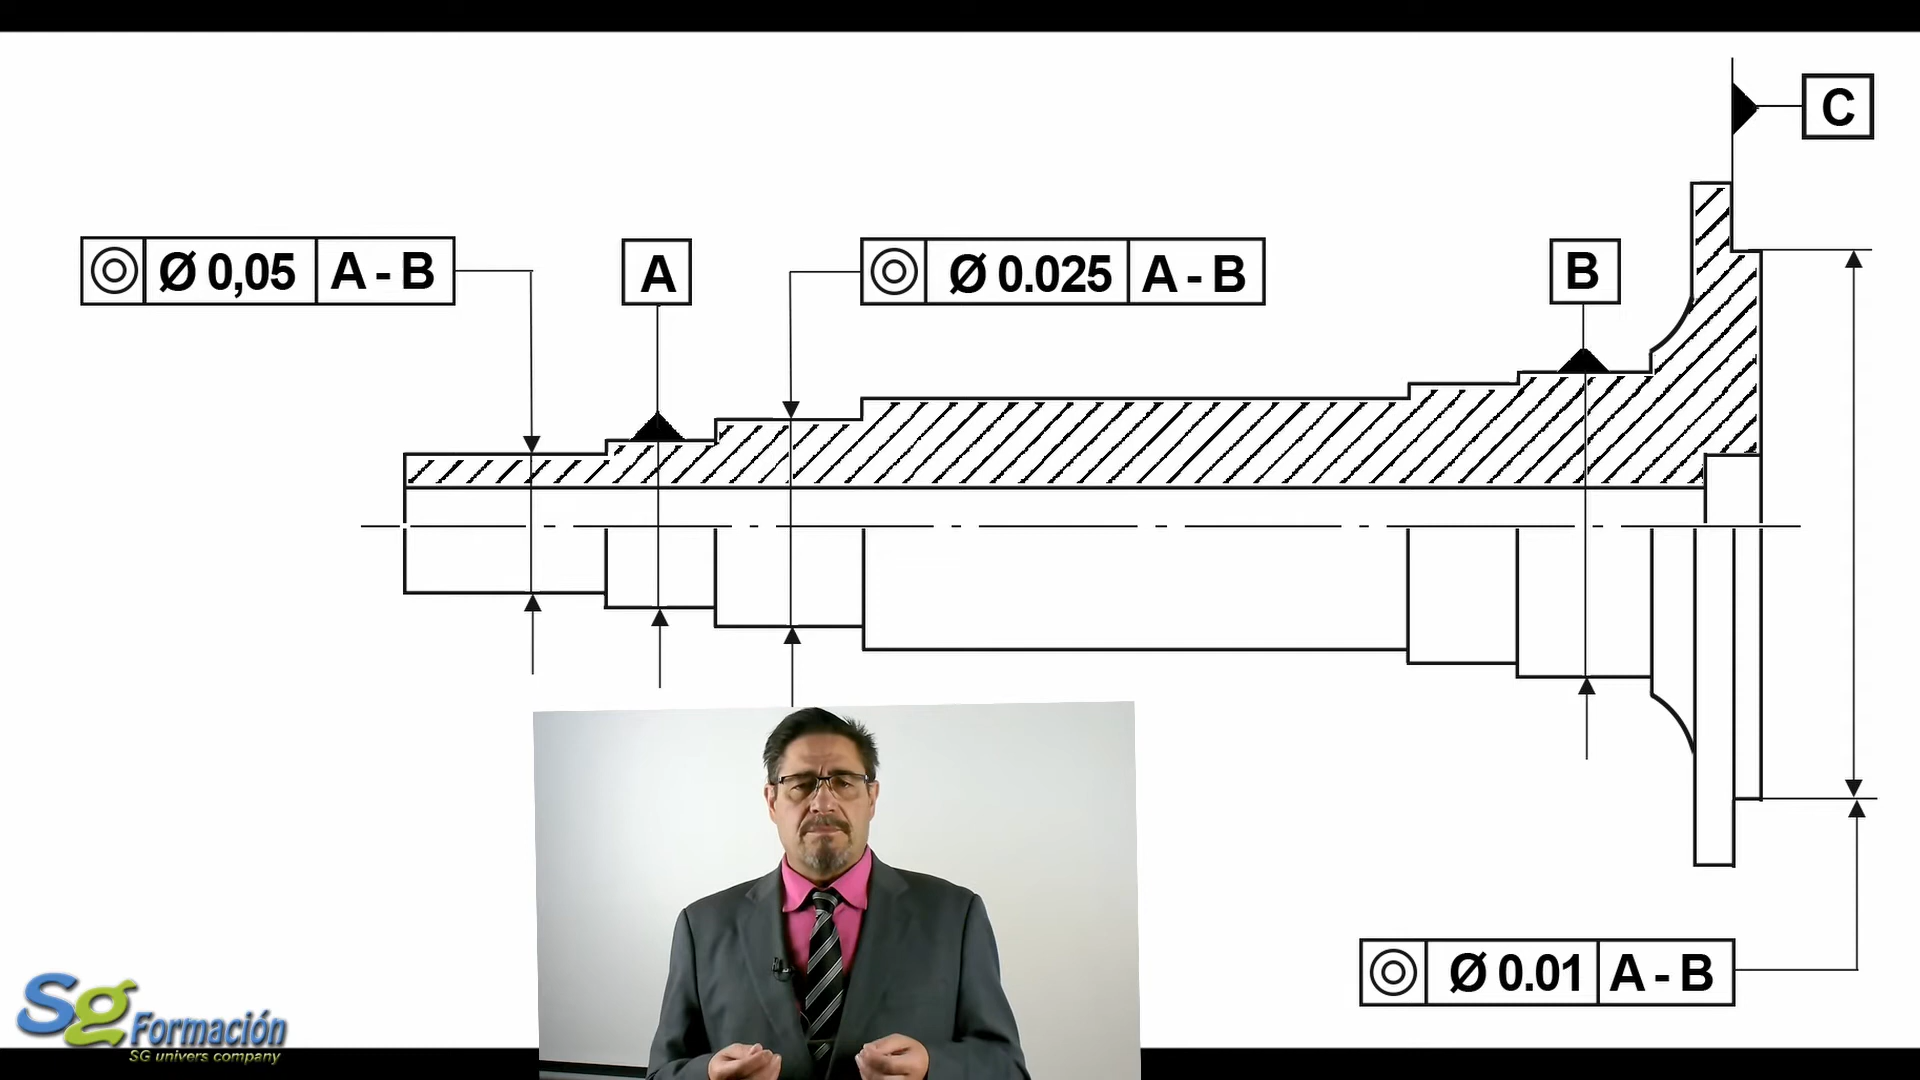 C
Ø 0,05 A - B
A
Ø 0.025 A - B
B
Ø 0.01 A - B
Sg Formación
SG univers company